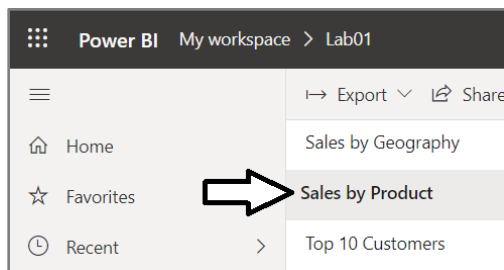 Power BI My workspace > Lab01
Export Share
Home
Favorites
Recent
Sales by Geography
Sales by Product
Top 10 Customers